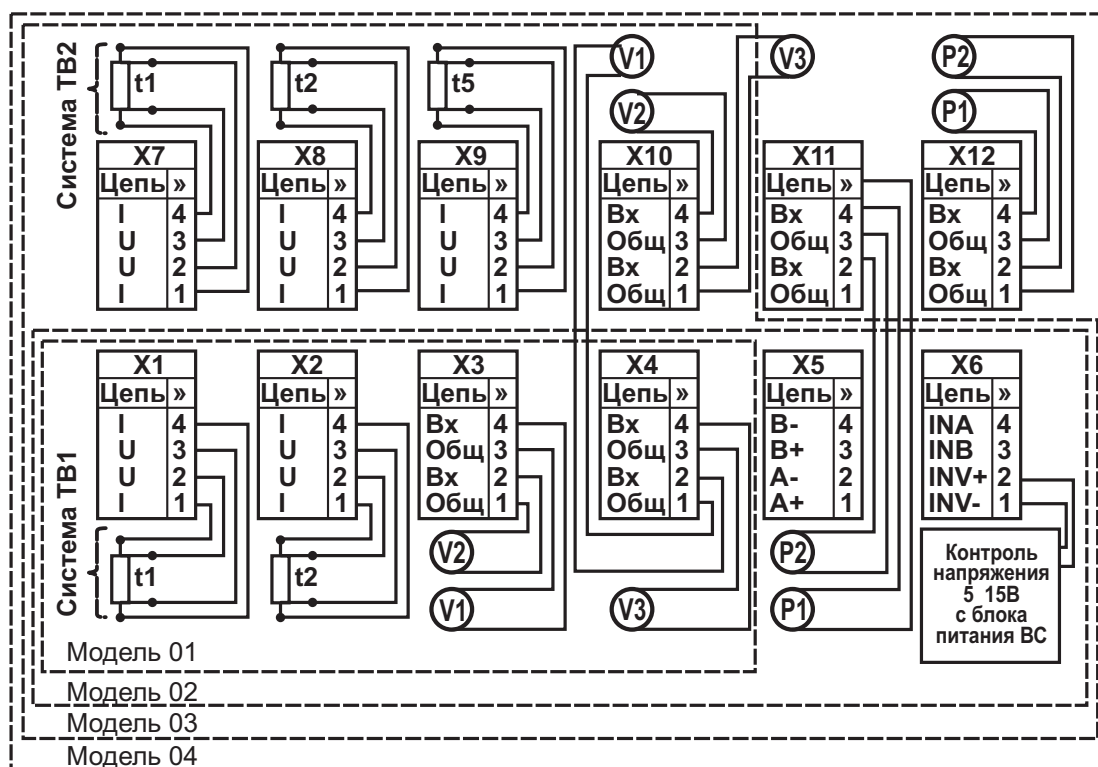 Система ТВ2
t1
t2
t5
V1
V2
V3
P2
P1
X7
Цепь »
I 4
U 3
U 2
I 1
X8
Цепь »
I 4
U 3
U 2
I 1
X9
Цепь »
I 4
U 3
U 2
I 1
X10
Цепь »
Вх 4
Общ 3
Вх 2
Общ 1
X11
Цепь »
Вх 4
Общ 3
Вх 2
Общ 1
X12
Цепь »
Вх 4
Общ 3
Вх 2
Общ 1
Система ТВ1
X1
Цепь »
I 4
U 3
U 2
I 1
X2
Цепь »
I 4
U 3
U 2
I 1
X3
Цепь »
Вх 4
Общ 3
Вх 2
Общ 1
X4
Цепь »
Вх 4
Общ 3
Вх 2
Общ 1
X5
Цепь »
B- 4
B+ 3
A- 2
A+ 1
X6
Цепь »
INA 4
INB 3
INV+ 2
INV- 1
t1
t2
V2
V1
V3
P2
P1
Контроль
напряжения
5 15В
с блока
питания ВС
Модель 01
Модель 02
Модель 03
Модель 04